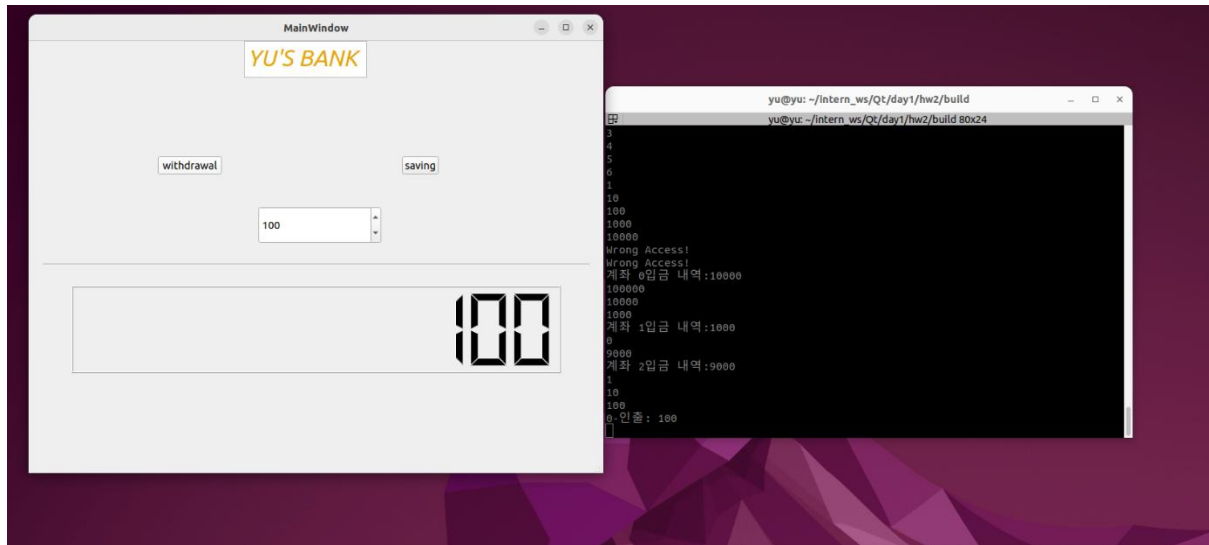 MainWindow
YU'S BANK
withdrawal
saving
100
100
yu@yu: ~/intern_ws/Qt/day1/hw2/build
yu@yu: ~/intern_ws/Qt/day1/hw2/build 80x24
3
4
5
6
1
10
100
1000
10000
Wrong Access!
Wrong Access!
계좌 0입금 내역:10000
100000
10000
1000
계좌 1입금 내역:1000
0
9000
계좌 2입금 내역:9000
1
10
100
0-인출: 100